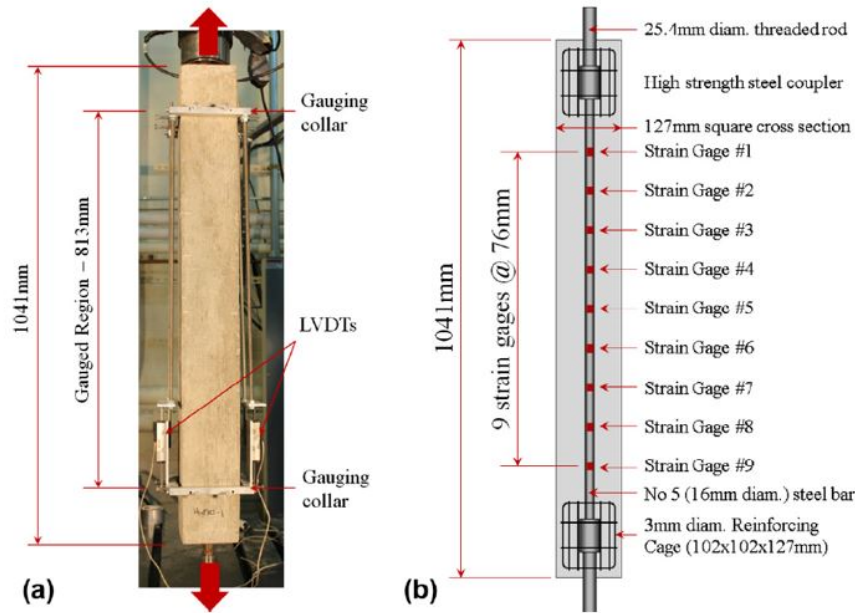 1041mm
Gauged Region – 813mm
Gauging
collar
LVDTs
Gauging
collar
(a)
1041mm
9 strain gages @ 76mm
25.4mm diam. threaded rod
High strength steel coupler
127mm square cross section
Strain Gage #1
Strain Gage #2
Strain Gage #3
Strain Gage #4
Strain Gage #5
Strain Gage #6
Strain Gage #7
Strain Gage #8
Strain Gage #9
No 5 (16mm diam.) steel bar
3mm diam. Reinforcing
Cage (102x102x127mm)
(b)